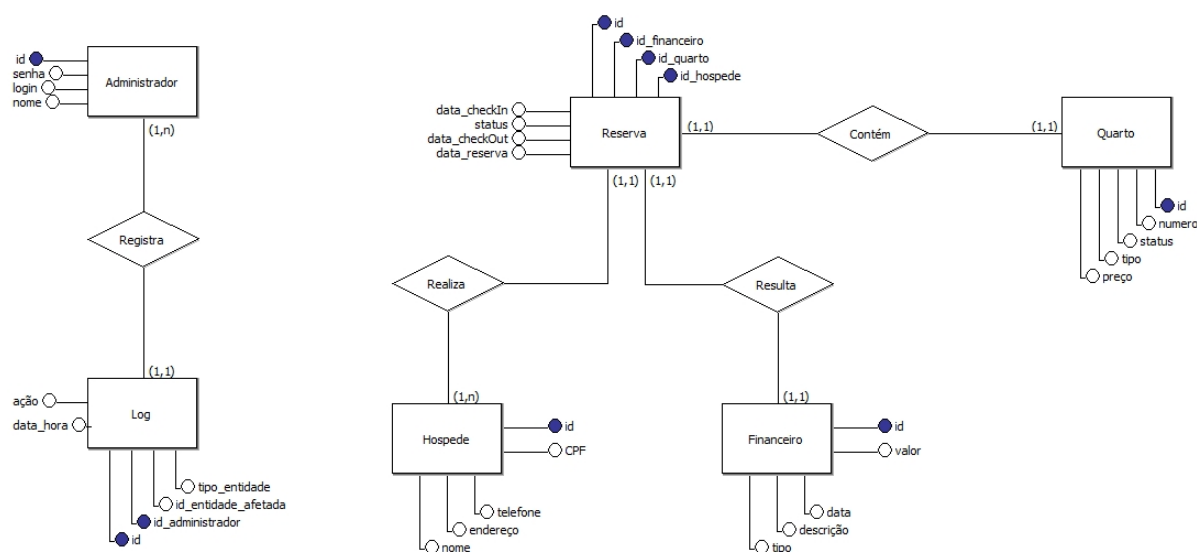 id
senha
login
nome
Administrador
(1,n)
Registra
(1,1)
ação
data_hora
Log
tipo_entidade
id_entidade_afetada
id_administrador
id
id
id_financeiro
id_quarto
id_hospede
data_checkIn
status
data_checkOut
data_reserva
Reserva
(1,1)
Contém
(1,1)
Quarto
id
numero
status
tipo
preço
(1,1)
(1,1)
Realiza
Resulta
(1,n)
Hospede
id
CPF
telefone
endereço
nome
(1,1)
Financeiro
id
valor
data
descrição
tipo